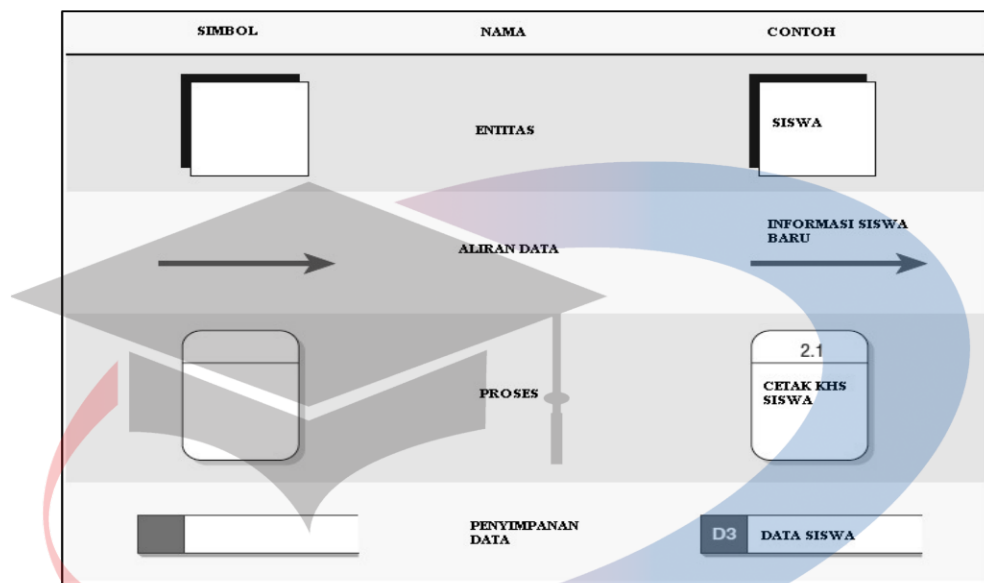 SIMBOL NAMA CONTOH
ENTITAS
SISWA
ALIRAN DATA
INFORMASI SISWA
BARU
PROSES
2.1
CETAK KHS
SISWA
PENYIMPANAN
DATA
D3 DATA SISWA